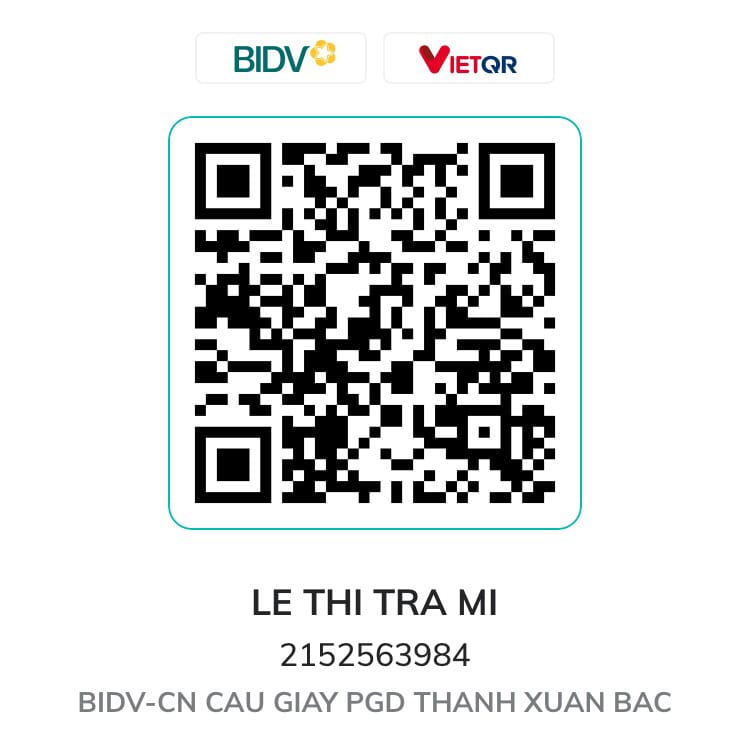 BIDV VIETQR
LE THI TRA MI
2152563984
BIDV-CN CAU GIAY PGD THANH XUAN BAC